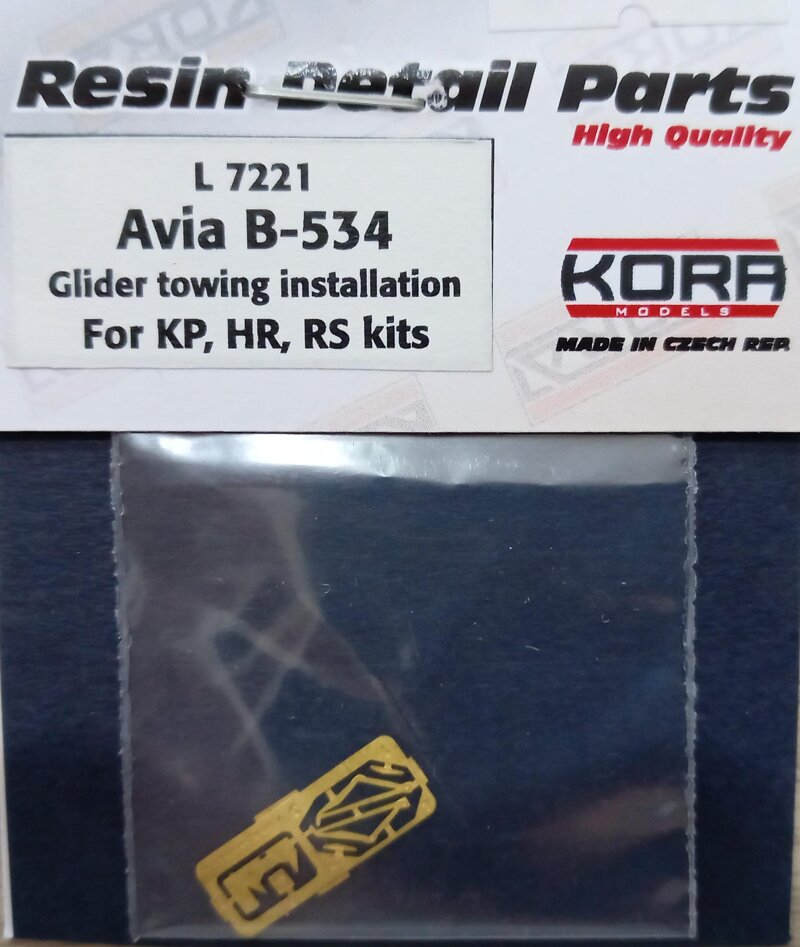 Resin Detail Parts
High Quality
L 7221
Avia B-534
Glider towing installation
For KP, HR, RS kits
KORA
MODELS
MADE IN CZECH REP.